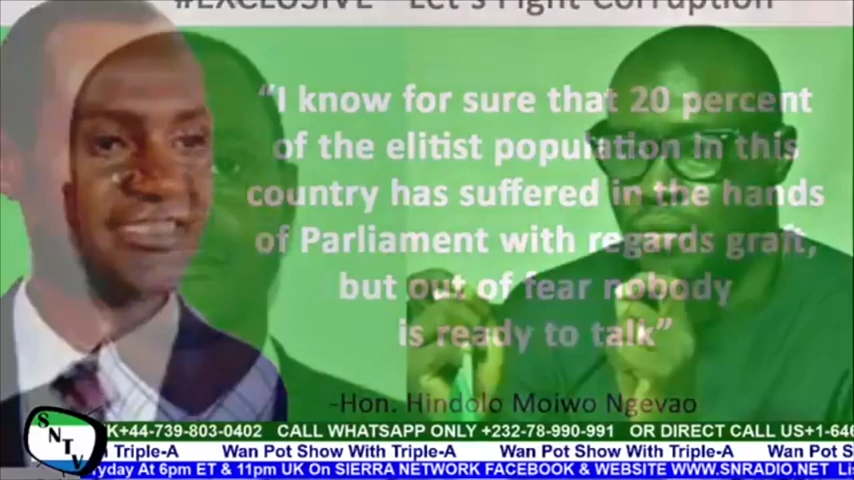 #EXCLUSIVE - Let's Fight Corruption
“I know for sure that 20 percent
of the elitist population in this
country has suffered in the hands
of Parliament with regards graft,
but out of fear nobody
is ready to talk”
-Hon. Hindolo Moiwo Ngevao
SNTV
K+44-739-803-0402 CALL WHATSAPP ONLY +232-78-990-991 OR DIRECT CALL US+1-646
Triple-A Wan Pot Show With Triple-A Wan Pot Show With Triple-A Wan Pot S
yday At 6pm ET & 11pm UK On SIERRA NETWORK FACEBOOK & WEBSITE WWW.SNRADIO.NET Lis